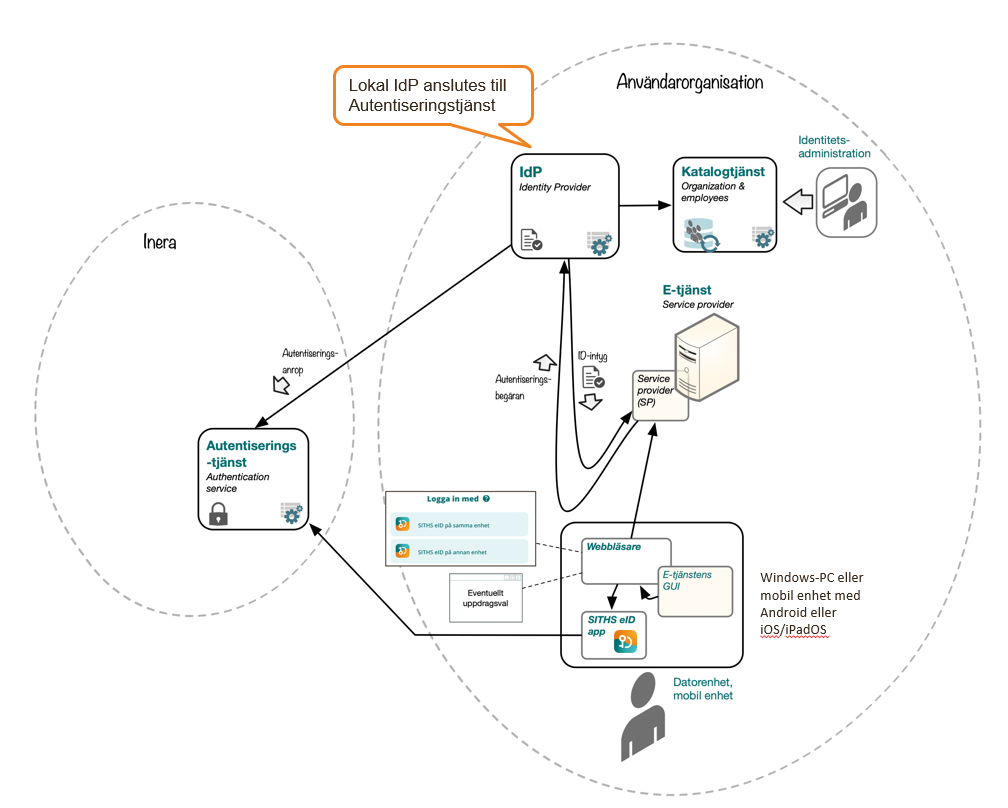 Lokal IdP anslutes till
Autentiseringstjänst
Användarorganisation
IdP
Identity Provider
Katalogtjänst
Organization &
employees
Identitets-
administration
Inera
E-tjänst
Service provider
Autentiserings-
anrop
Autentiserings-
begäran
ID-intyg
Service
provider
(SP)
Autentiserings
-tjänst
Authentication
service
Logga in med ?
SITHS eID på samma enhet
SITHS eID på annan enhet
Eventuellt
uppdragsval
Webbläsare
E-tjänstens
GUI
SITHS eID
app
Windows-PC eller
mobil enhet med
Android eller
iOS/iPadOS
Datorenhet,
mobil enhet